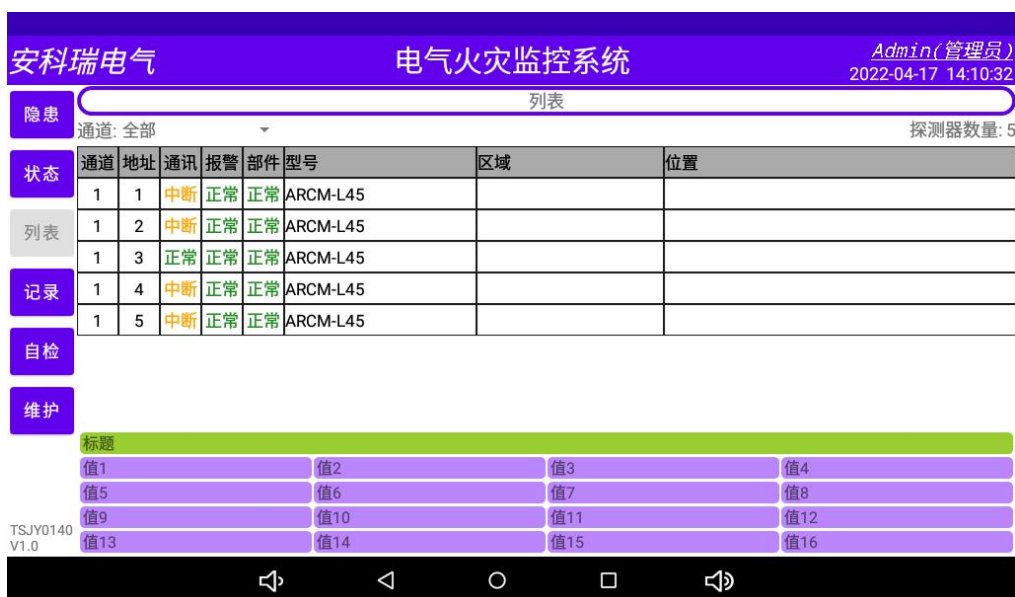 安科瑞电气 电气火灾监控系统 Admin(管理员)
2022-04-17 14:10:32
隐患
状态
列表
记录
自检
维护
TSJY0140
V1.0
列表
通道: 全部 探测器数量: 5
通道 地址 通讯 报警 部件 型号 区域 位置
1 1 中断 正常 正常 ARCM-L45
1 2 中断 正常 正常 ARCM-L45
1 3 正常 正常 正常 ARCM-L45
1 4 中断 正常 正常 ARCM-L45
1 5 中断 正常 正常 ARCM-L45
标题
值1 值2 值3 值4
值5 值6 值7 值8
值9 值10 值11 值12
值13 值14 值15 值16